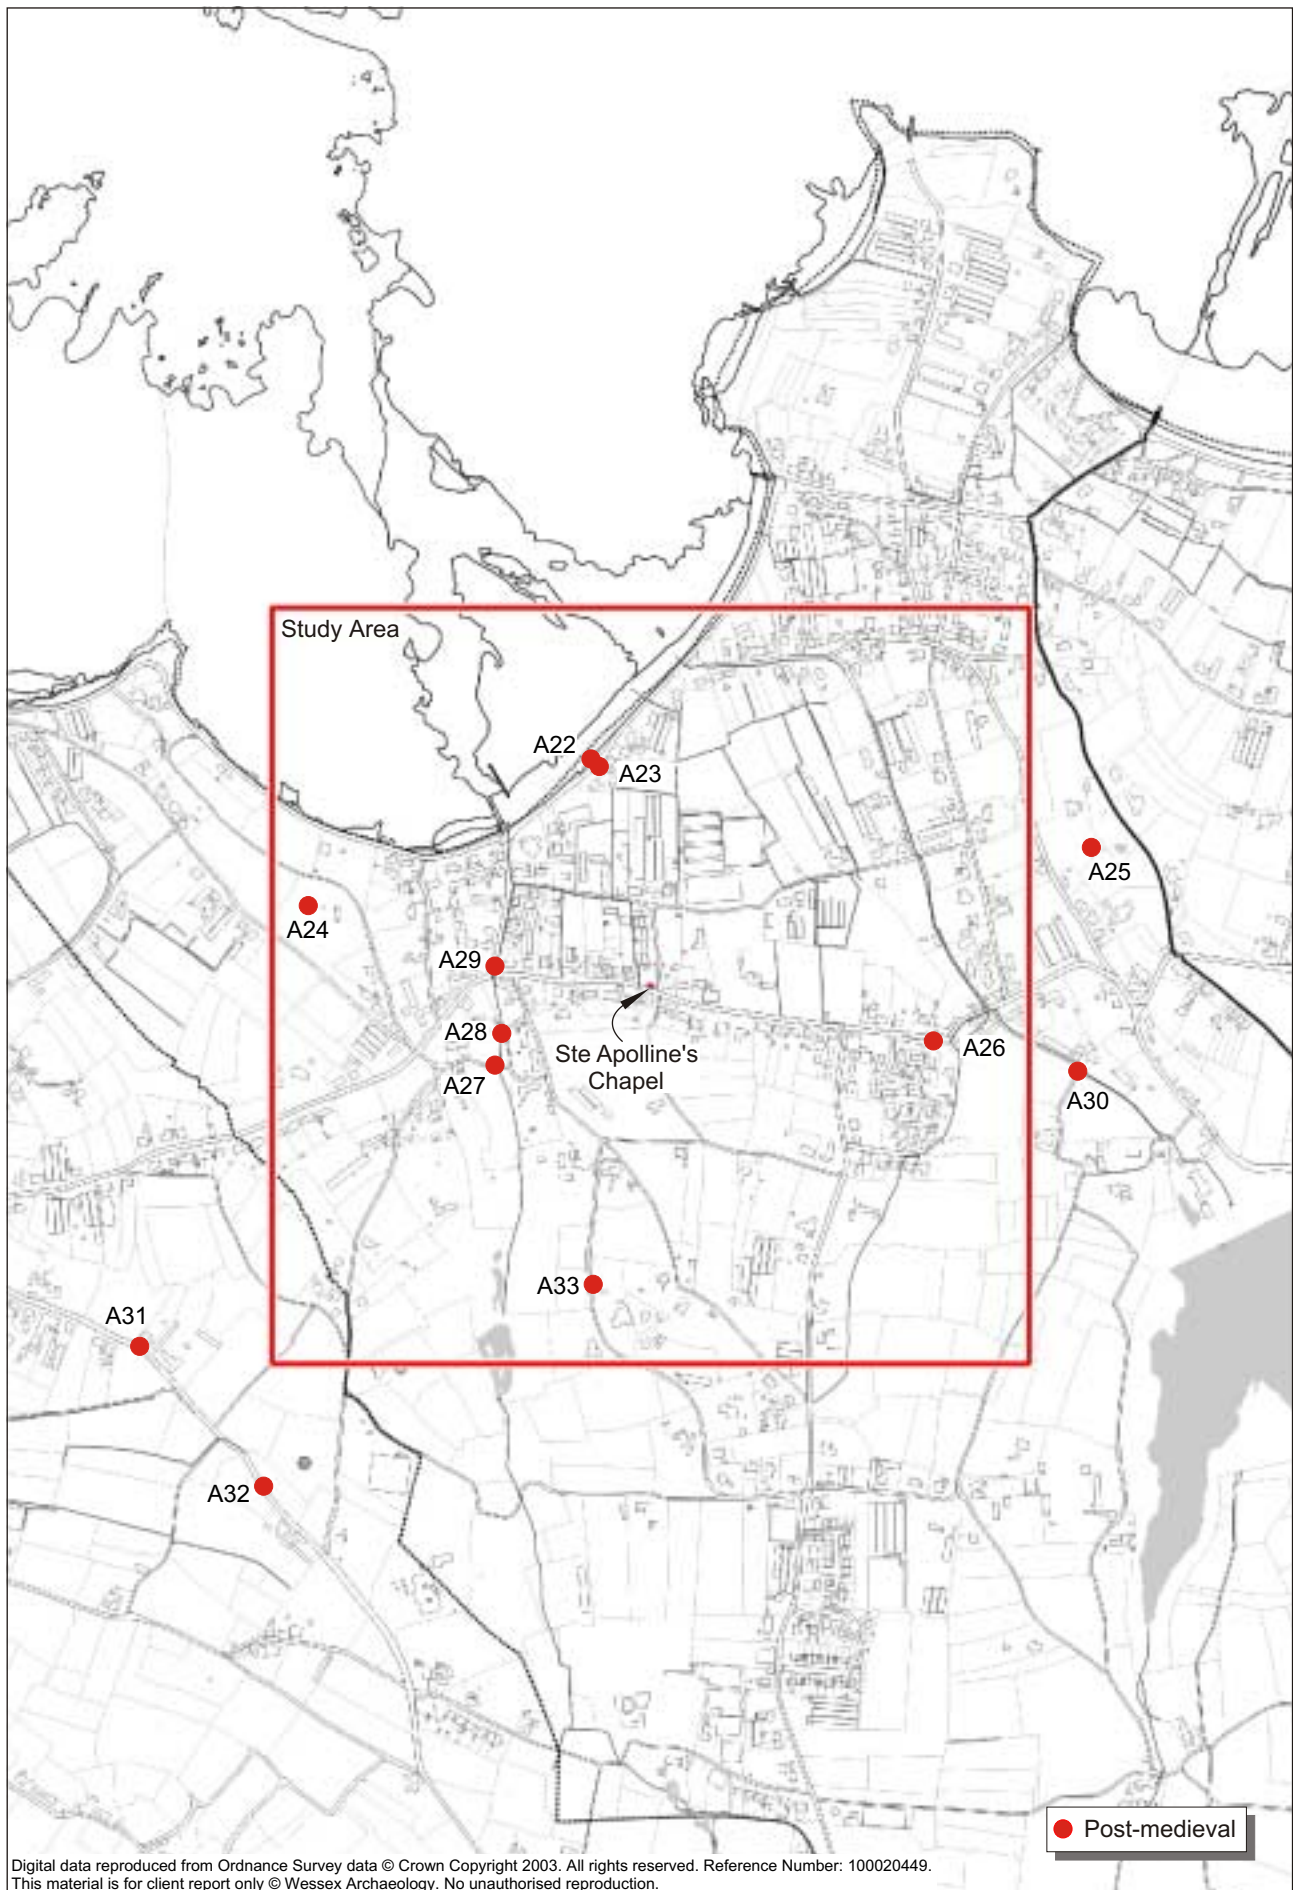 Study Area
A22
A23
A25
A24
A29
A28
A27
Ste Apolline's
Chapel
A26
A30
A33
A31
A32
Post-medieval
Digital data reproduced from Ordnance Survey data © Crown Copyright 2003. All rights reserved. Reference Number: 100020449.
This material is for client report only © Wessex Archaeology. No unauthorised reproduction.